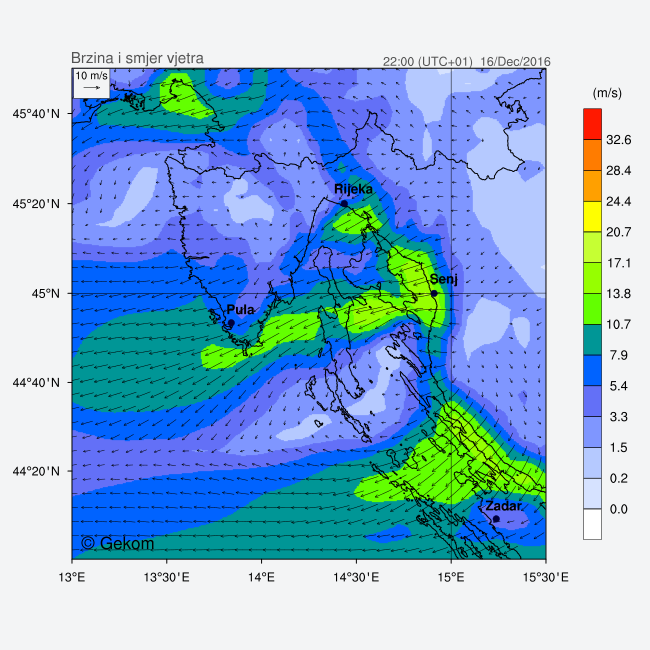 Brzina i smjer vjetra
22:00 (UTC+01) 16/Dec/2016
10 m/s
(m/s)
45°40'N
32.6
28.4
Rijeka
24.4
45°20'N
20.7
17.1
Senj
45°N
13.8
Pula
10.7
7.9
44°40'N
5.4
3.3
1.5
44°20'N
0.2
Zadar
0.0
© Gekom
13°E
13°30'E
14°E
14°30'E
15°E
15°30'E